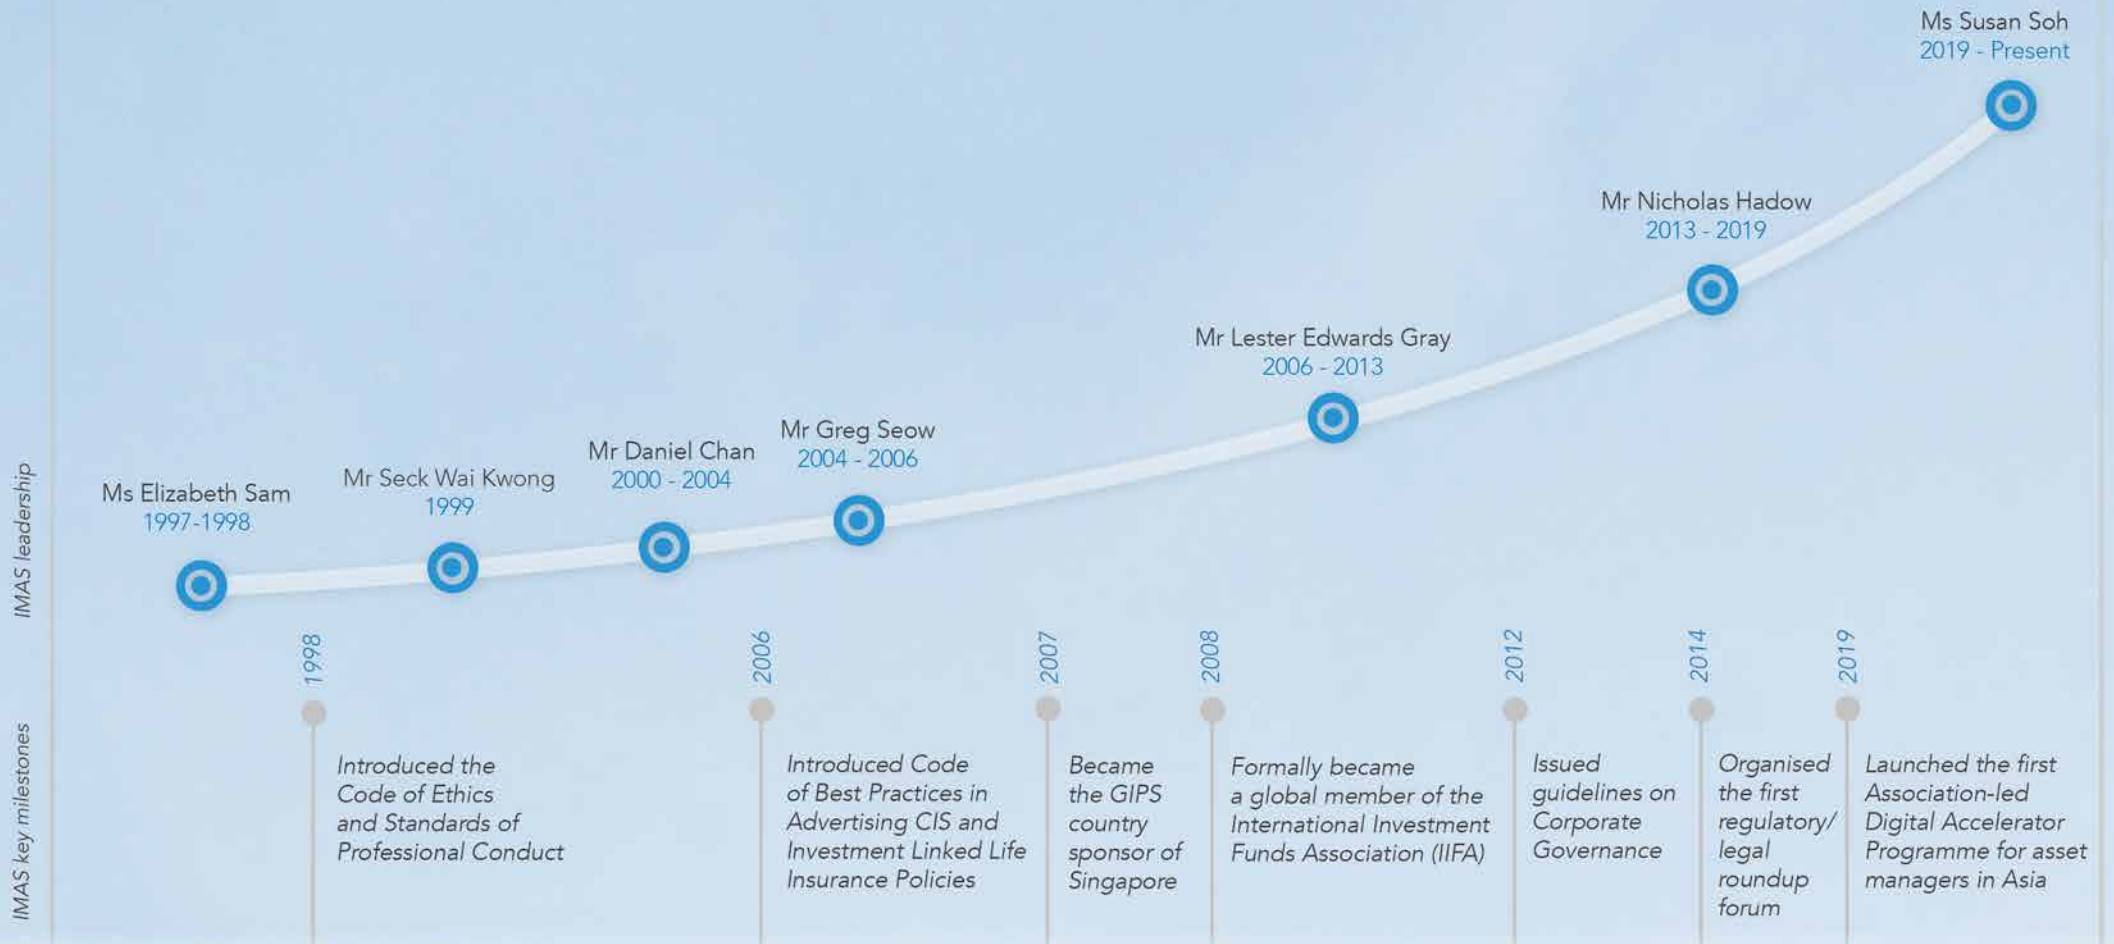 Ms Susan Soh
2019 - Present
Mr Nicholas Hadow
2013 - 2019
Mr Lester Edwards Gray
2006 - 2013
Mr Greg Seow
2004 - 2006
Mr Daniel Chan
2000 - 2004
Mr Seck Wai Kwong
1999
Ms Elizabeth Sam
1997-1998
IMAS leadership
1998
2006
2007
2008
2012
2014
2019
IMAS key milestones
Introduced the
Code of Ethics
and Standards of
Professional Conduct
Introduced Code
of Best Practices in
Advertising CIS and
Investment Linked Life
Insurance Policies
Became
the GIPS
country
sponsor of
Singapore
Formally became
a global member of the
International Investment
Funds Association (IIFA)
Issued
guidelines on
Corporate
Governance
Organised
the first
regulatory/
legal
roundup
forum
Launched the first
Association-led
Digital Accelerator
Programme for asset
managers in Asia